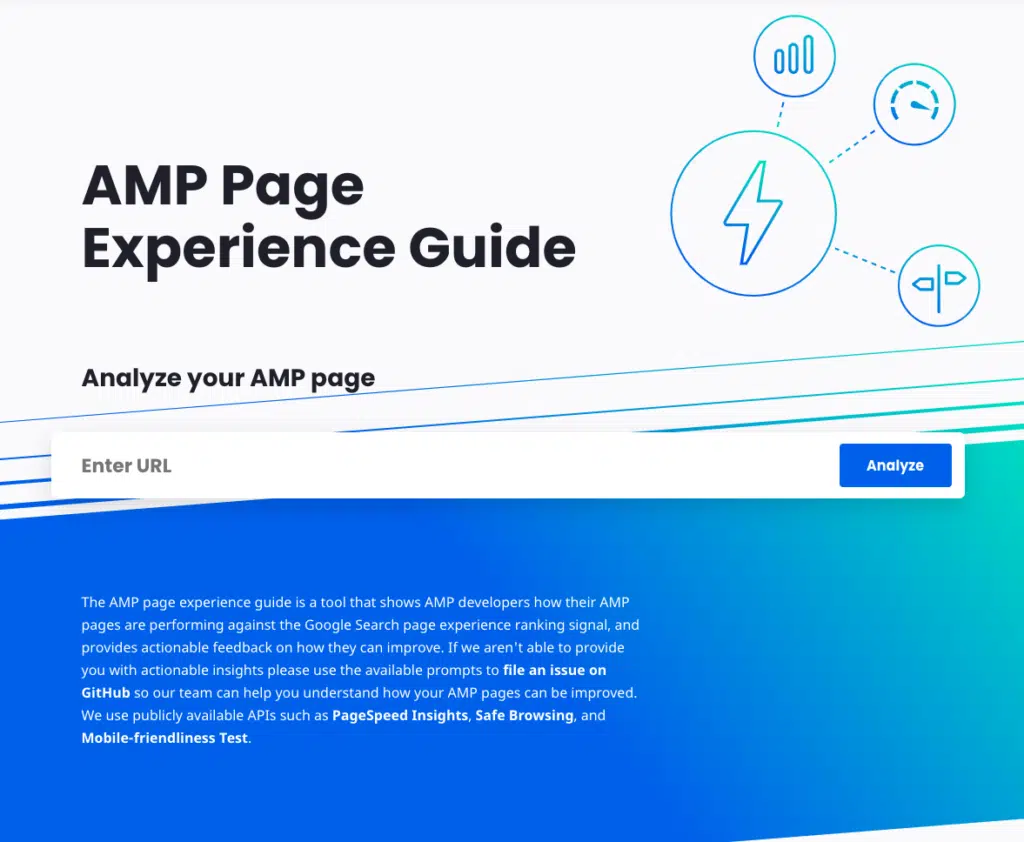 AMP Page
Experience Guide
Analyze your AMP page
Enter URL
Analyze
The AMP page experience guide is a tool that shows AMP developers how their AMP
pages are performing against the Google Search page experience ranking signal, and
provides actionable feedback on how they can improve. If we aren't able to provide
you with actionable insights please use the available prompts to file an issue on
GitHub so our team can help you understand how your AMP pages can be improved.
We use publicly available APIs such as PageSpeed Insights, Safe Browsing, and
Mobile-friendliness Test.